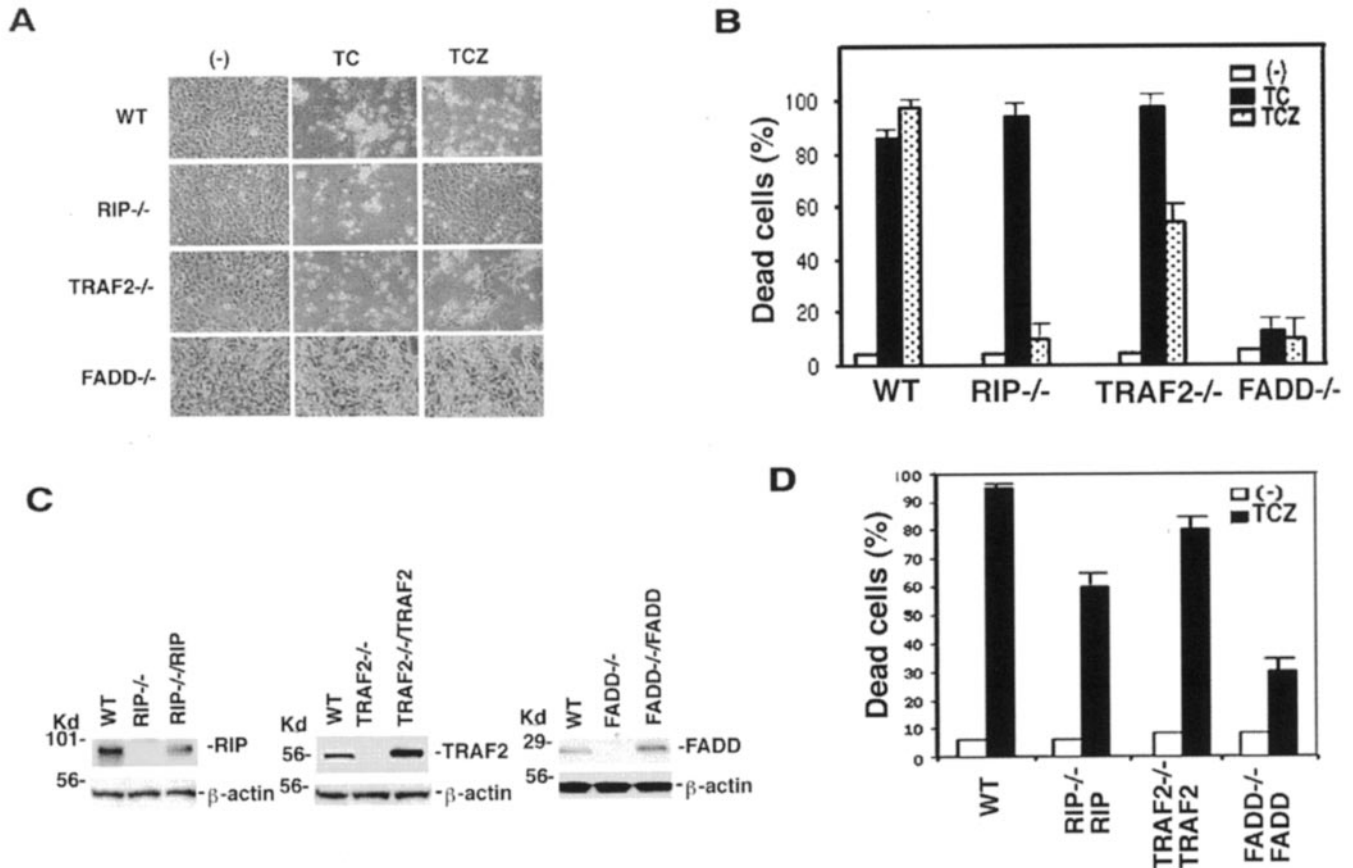 A
(-) TC TCZ
WT
RIP-/-
TRAF2-/-
FADD-/-
B
Dead cells (%)
100
80
60
40
20
0
(-)
TC
TCZ
WT RIP-/- TRAF2-/- FADD-/-
C
Kd
WT
RIP-/-
RIP-/-/RIP
101-
-RIP
56-
-β-actin
Kd
WT
TRAF2-/-
TRAF2-/-/TRAF2
56-
-TRAF2
56-
-β-actin
Kd
WT
FADD-/-
FADD-/-/FADD
29-
-FADD
56-
-β-actin
D
Dead cells (%)
100
90
80
70
60
50
40
30
20
10
0
(-)
TCZ
WT
RIP-/-
RIP
TRAF2-/-
TRAF2
FADD-/-
FADD